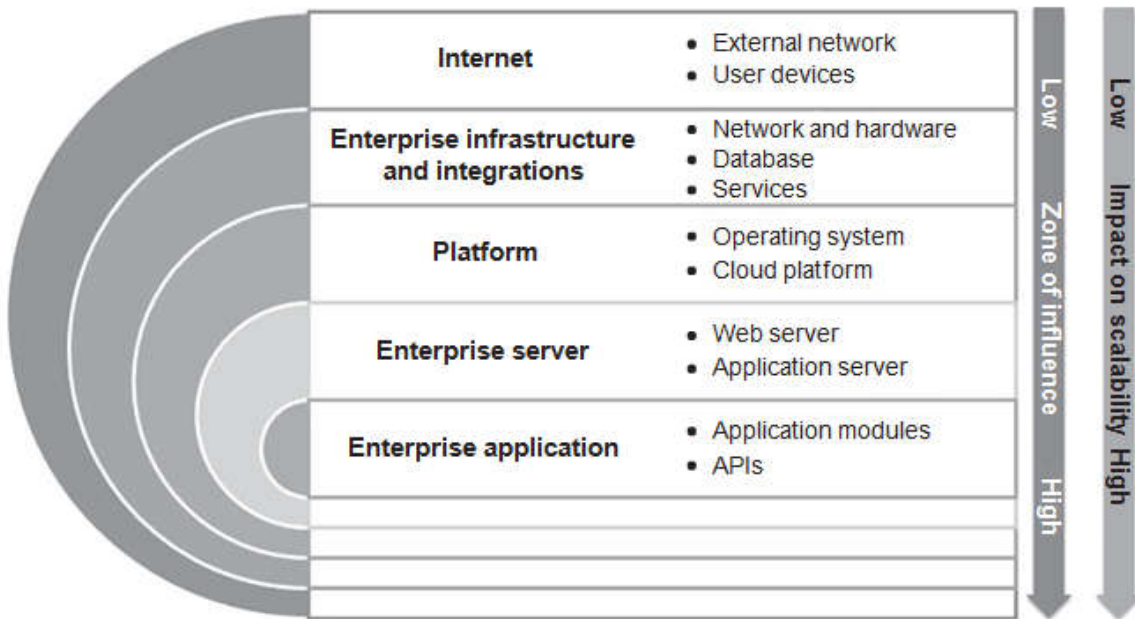 Internet
• External network
• User devices
Enterprise infrastructure
and integrations
• Network and hardware
• Database
• Services
Platform
• Operating system
• Cloud platform
Enterprise server
• Web server
• Application server
Enterprise application
• Application modules
• APIs
Low Zone of influence High
Low Impact on scalability High